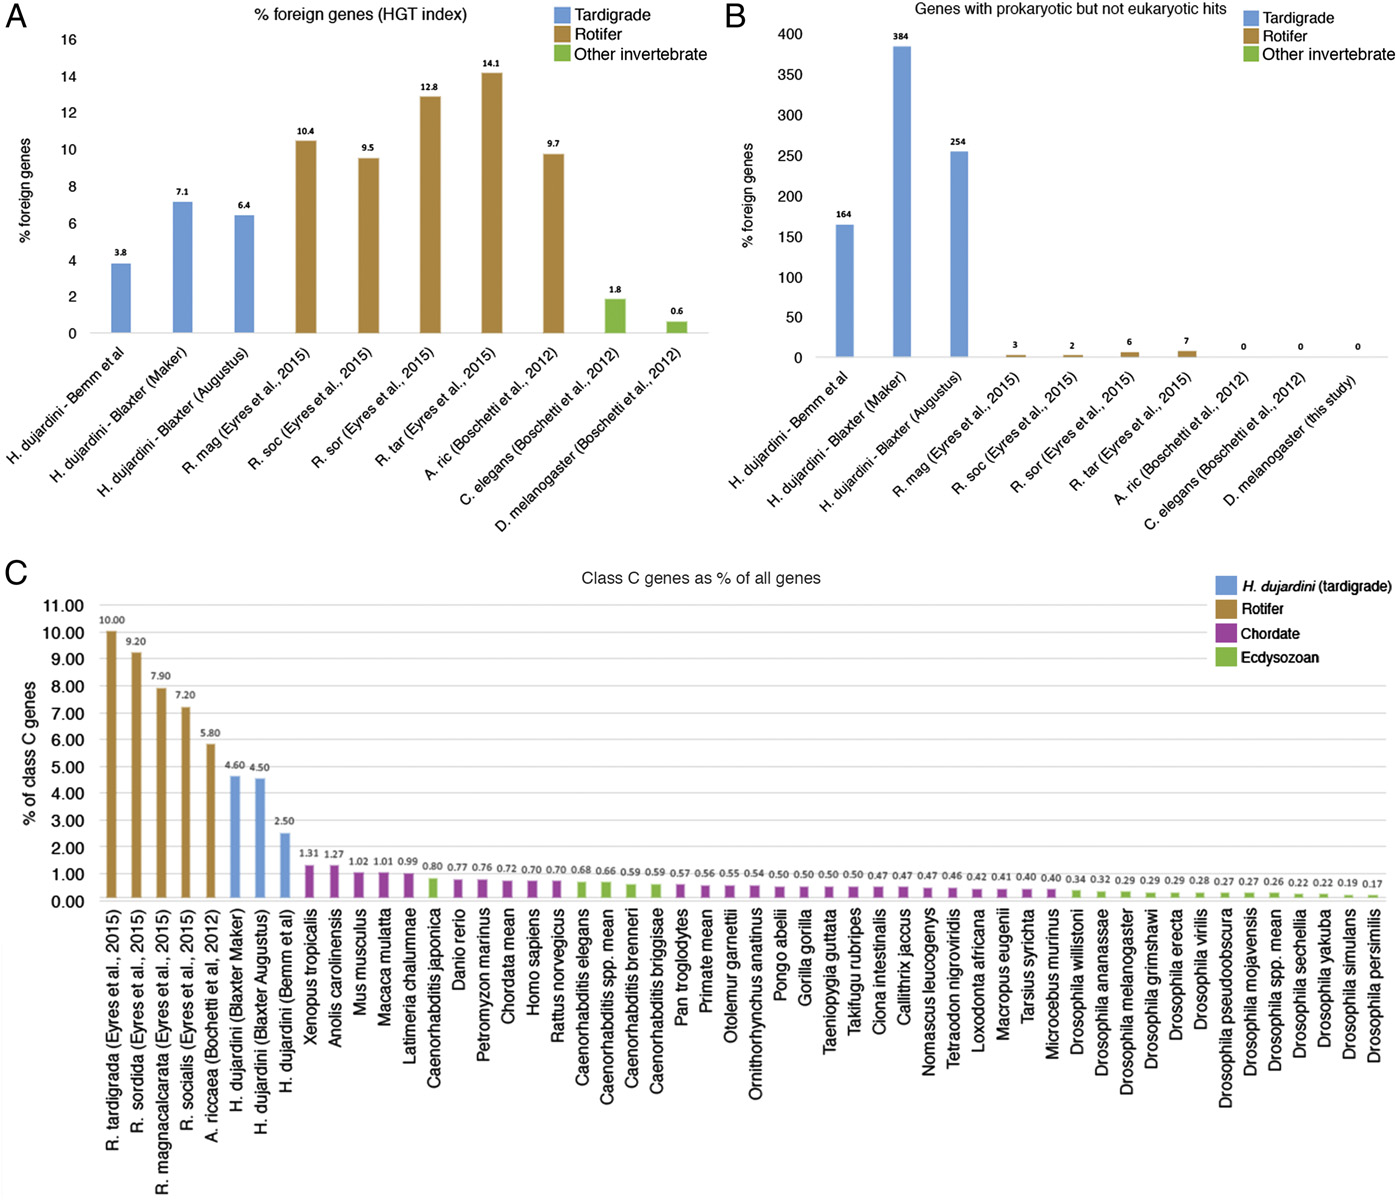 A
% foreign genes (HGT index)
Tardigrade
Rotifer
Other invertebrate
% foreign genes
16
14
12
10
8
6
4
2
0
3.8
7.1
6.4
10.4
9.5
12.8
14.1
9.7
1.8
0.6
H. dujardini - Bemm et al
H. dujardini - Blaxter (Maker)
H. dujardini - Blaxter (Augustus)
R. mag (Eyres et al., 2015)
R. soc (Eyres et al., 2015)
R. sor (Eyres et al., 2015)
R. tar (Eyres et al., 2015)
A. ric (Boschetti et al., 2012)
C. elegans (Boschetti et al., 2012)
D. melanogaster (Boschetti et al., 2012)
B
Genes with prokaryotic but not eukaryotic hits
Tardigrade
Rotifer
Other invertebrate
% foreign genes
400
350
300
250
200
150
100
50
0
164
384
254
3
2
6
7
0
0
0
H. dujardini - Bemm et al
H. dujardini - Blaxter (Maker)
H. dujardini - Blaxter (Augustus)
R. mag (Eyres et al., 2015)
R. soc (Eyres et al., 2015)
R. sor (Eyres et al., 2015)
R. tar (Eyres et al., 2015)
A. ric (Boschetti et al., 2012)
C. elegans (Boschetti et al., 2012)
D. melanogaster (this study)
C
Class C genes as % of all genes
H. dujardini (tardigrade)
Rotifer
Chordate
Ecdysozoan
% of class C genes
11.00
10.00
9.00
8.00
7.00
6.00
5.00
4.00
3.00
2.00
1.00
0.00
10.00
9.20
7.90
7.20
5.80
4.60
4.50
2.50
1.31
1.27
1.02
1.01
0.99
0.80
0.77
0.76
0.72
0.70
0.70
0.68
0.66
0.59
0.59
0.57
0.56
0.55
0.54
0.50
0.50
0.50
0.50
0.47
0.47
0.47
0.46
0.42
0.41
0.40
0.40
0.34
0.32
0.29
0.29
0.29
0.28
0.27
0.27
0.26
0.22
0.22
0.19
0.17
R. tardigrada (Eyres et al., 2015)
R. sordida (Eyres et al., 2015)
R. magnacalcarata (Eyres et al., 2015)
R. socialis (Eyres et al., 2015)
A. riccaea (Bochetti et al, 2012)
H. dujardini (Blaxter Maker)
H. dujardini (Blaxter Augustus)
H. dujardini (Bemm et al)
Xenopus tropicalis
Anolis carolinensis
Mus musculus
Macaca mulatta
Latimeria chalumnae
Caenorhabditis japonica
Danio rerio
Petromyzon marinus
Chordata mean
Homo sapiens
Rattus norvegicus
Caenorhabditis elegans
Caenorhabditis spp. mean
Caenorhabditis brenneri
Caenorhabditis briggisae
Pan troglodytes
Primate mean
Otolemur garnettii
Ornithorhynchus anatinus
Pongo abelii
Gorilla gorilla
Taeniopygia guttata
Takifugu rubripes
Ciona intestinalis
Callithrix jaccus
Nomascus leucogenys
Tetraodon nigroviridis
Loxodonta africana
Macropus eugenii
Tarsius syrichta
Microcebus murinus
Drosophila willistoni
Drosophila ananassae
Drosophila melanogaster
Drosophila grimshawi
Drosophila erecta
Drosophila virilis
Drosophila pseudoobscura
Drosophila mojavensis
Drosophila spp. mean
Drosophila sechellia
Drosophila yakuba
Drosophila simulans
Drosophila persimilis